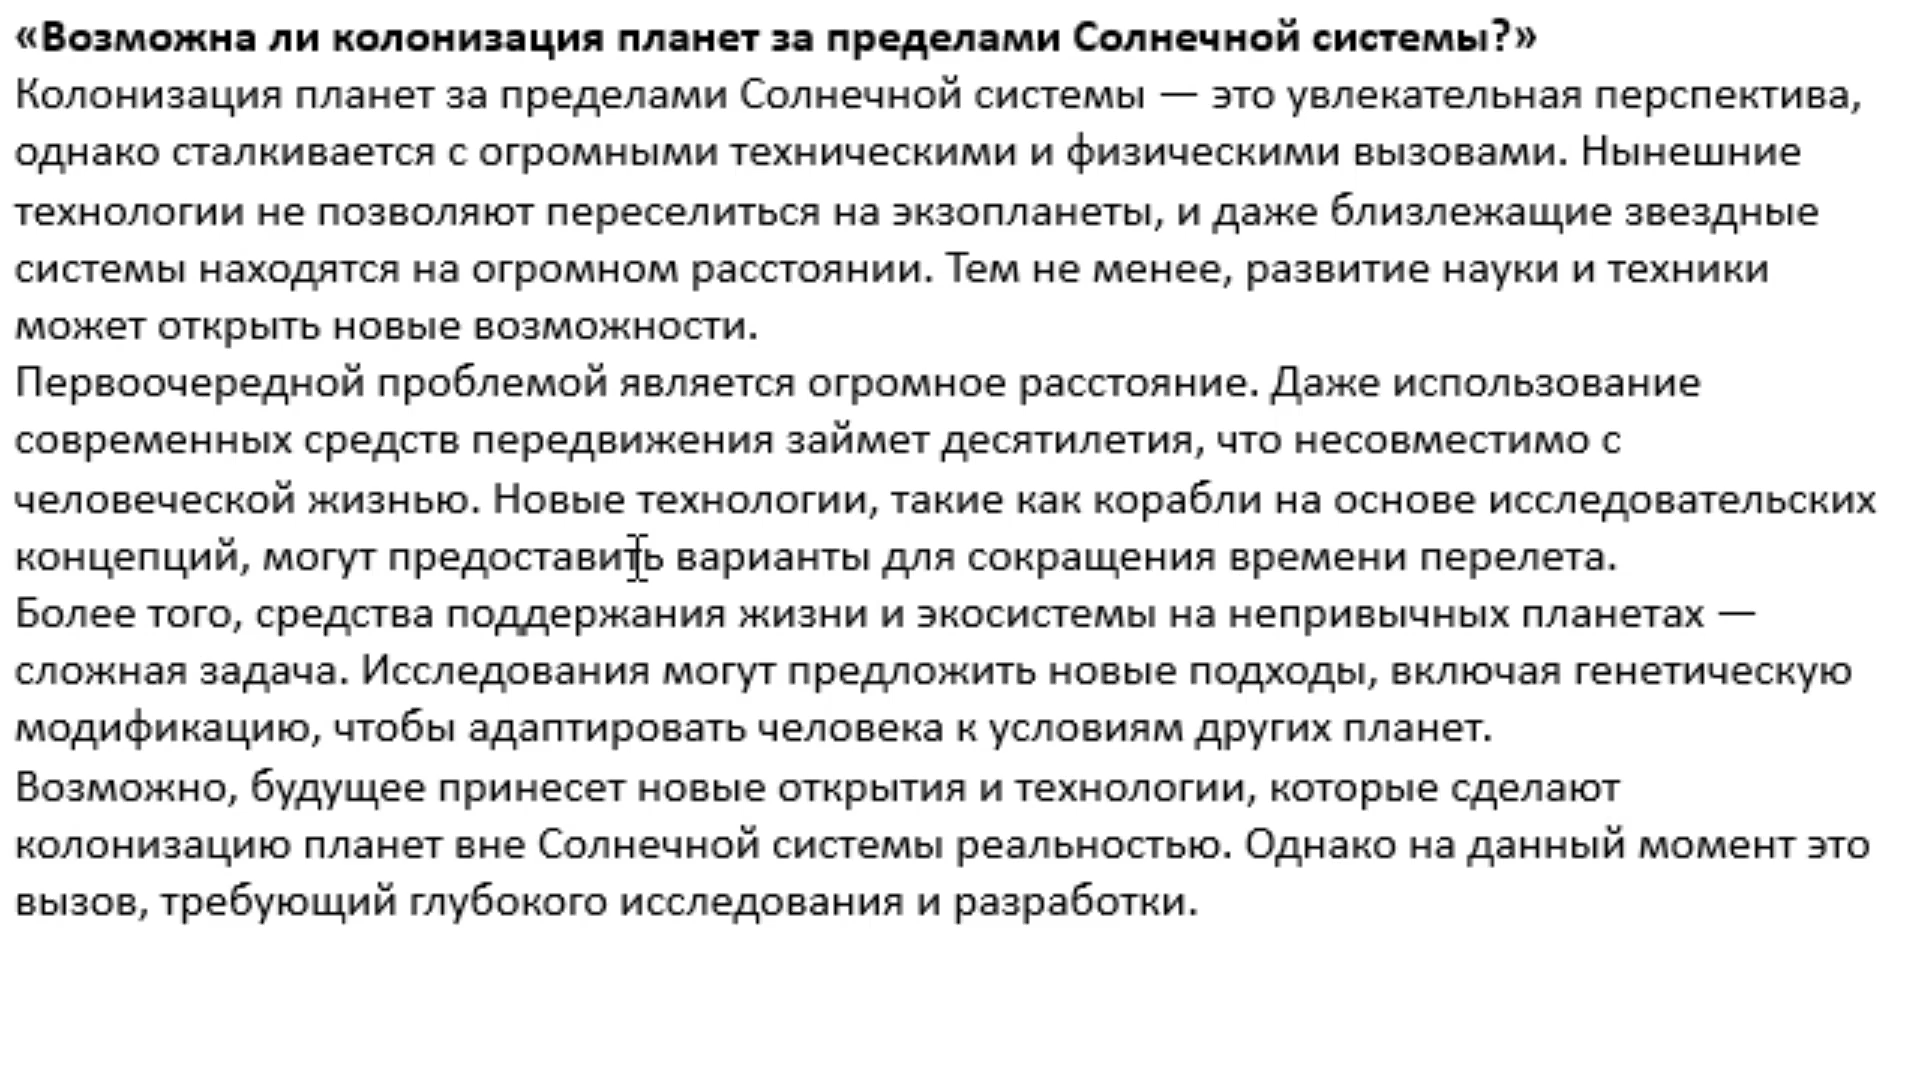 «Возможна ли колонизация планет за пределами Солнечной системы?»
Колонизация планет за пределами Солнечной системы — это увлекательная перспектива,
однако сталкивается с огромными техническими и физическими вызовами. Нынешние
технологии не позволяют переселиться на экзопланеты, и даже близлежащие звездные
системы находятся на огромном расстоянии. Тем не менее, развитие науки и техники
может открыть новые возможности.
Первоочередной проблемой является огромное расстояние. Даже использование
современных средств передвижения займет десятилетия, что несовместимо с
человеческой жизнью. Новые технологии, такие как корабли на основе исследовательских
концепций, могут предоставить варианты для сокращения времени перелета.
Более того, средства поддержания жизни и экосистемы на непривычных планетах —
сложная задача. Исследования могут предложить новые подходы, включая генетическую
модификацию, чтобы адаптировать человека к условиям других планет.
Возможно, будущее принесет новые открытия и технологии, которые сделают
колонизацию планет вне Солнечной системы реальностью. Однако на данный момент это
вызов, требующий глубокого исследования и разработки.